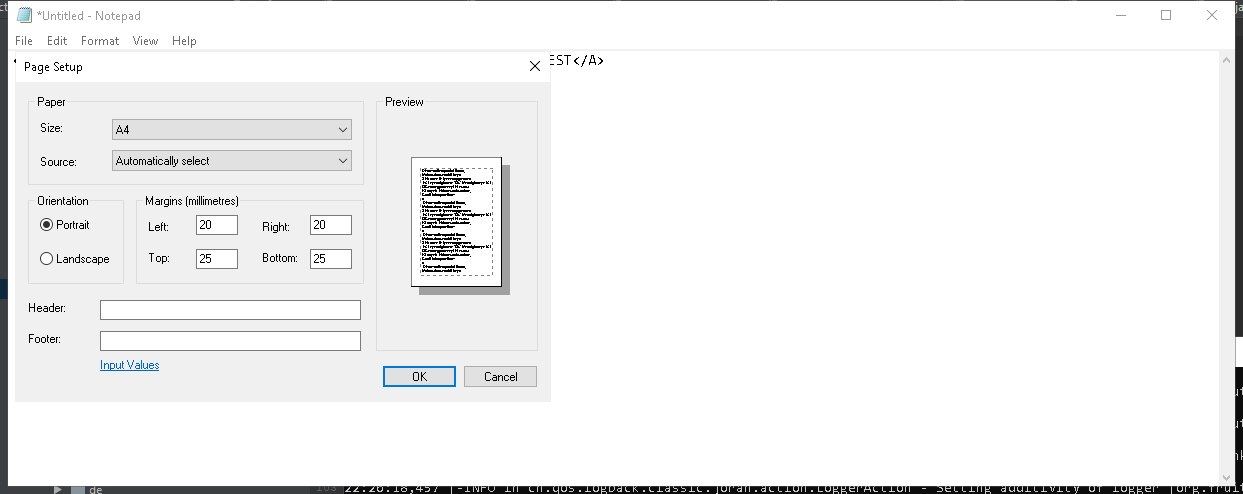 *Untitled - Notepad
File Edit Format View Help
EST</A>
Page Setup
Paper
Size: A4
Source: Automatically select
Orientation
Portrait
Landscape
Margins (millimetres)
Left: 20 Right: 20
Top: 25 Bottom: 25
Header:
Footer:
Input Values
Preview
OK Cancel
de
22:26:18,457 |-INFO in ch.qos.logback.classic.joran.action.LoggerAction - Setting additivity of logger